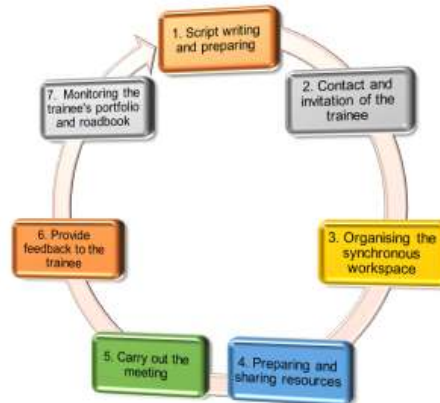 1. Script writing
and preparing
2. Contact and
invitation of the
trainee
3. Organising the
synchronous
workspace
4. Preparing and
sharing resources
5. Carry out the
meeting
6. Provide
feedback to the
trainee
7. Monitoring the
trainee's portfolio
and roadbook